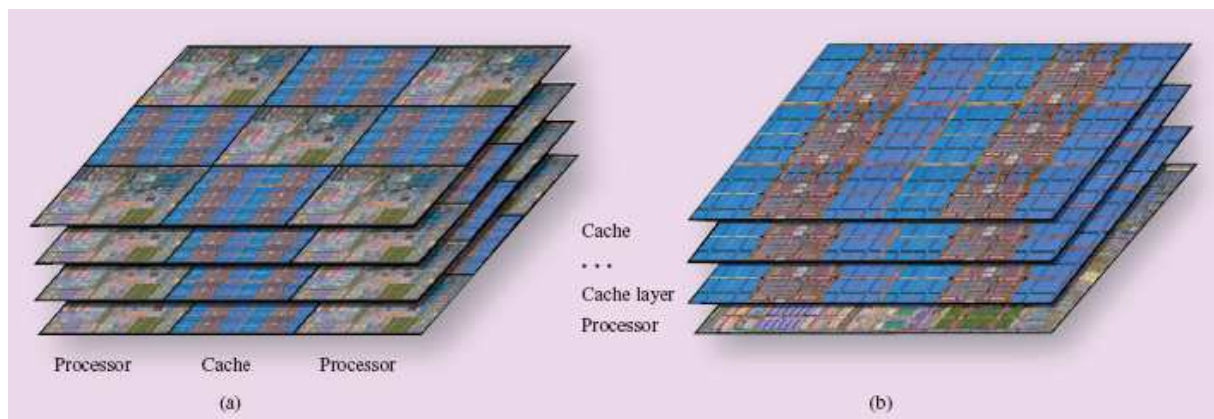 Cache
• • •
Cache layer
Processor
Processor Cache Processor
(a) (b)